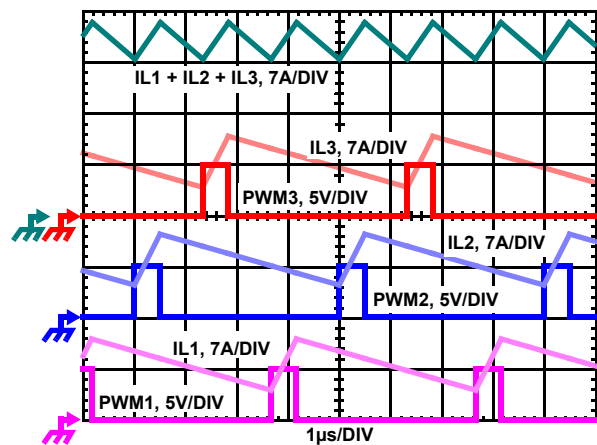 IL1 + IL2 + IL3, 7A/DIV
IL3, 7A/DIV
PWM3, 5V/DIV
IL2, 7A/DIV
PWM2, 5V/DIV
IL1, 7A/DIV
PWM1, 5V/DIV
1µs/DIV